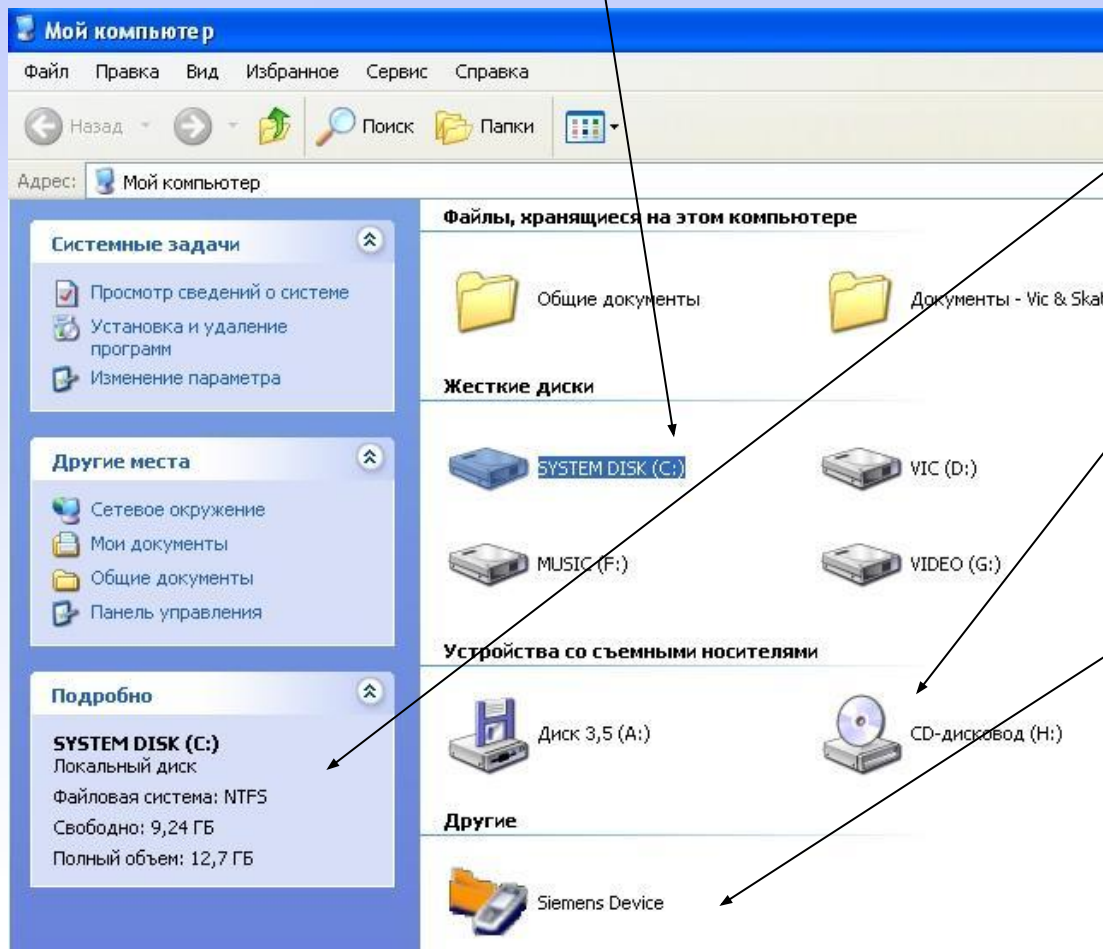 Мой компьютер
Файл Правка Вид Избранное Сервис Справка
Назад Поиск Папки
Адрес: Мой компьютер
Системные задачи
Просмотр сведений о системе
Установка и удаление
программ
Изменение параметра
Другие места
Сетевое окружение
Мои документы
Общие документы
Панель управления
Подробно
SYSTEM DISK (C:)
Локальный диск
Файловая система: NTFS
Свободно: 9,24 ГБ
Полный объем: 12,7 ГБ
Файлы, хранящиеся на этом компьютере
Общие документы
Документы - Vic & Skat
Жесткие диски
SYSTEM DISK (C:)
VIC (D:)
MUSIC (F:)
VIDEO (G:)
Устройства со съемными носителями
Диск 3,5 (A:)
CD-дисковод (H:)
Другие
Siemens Device